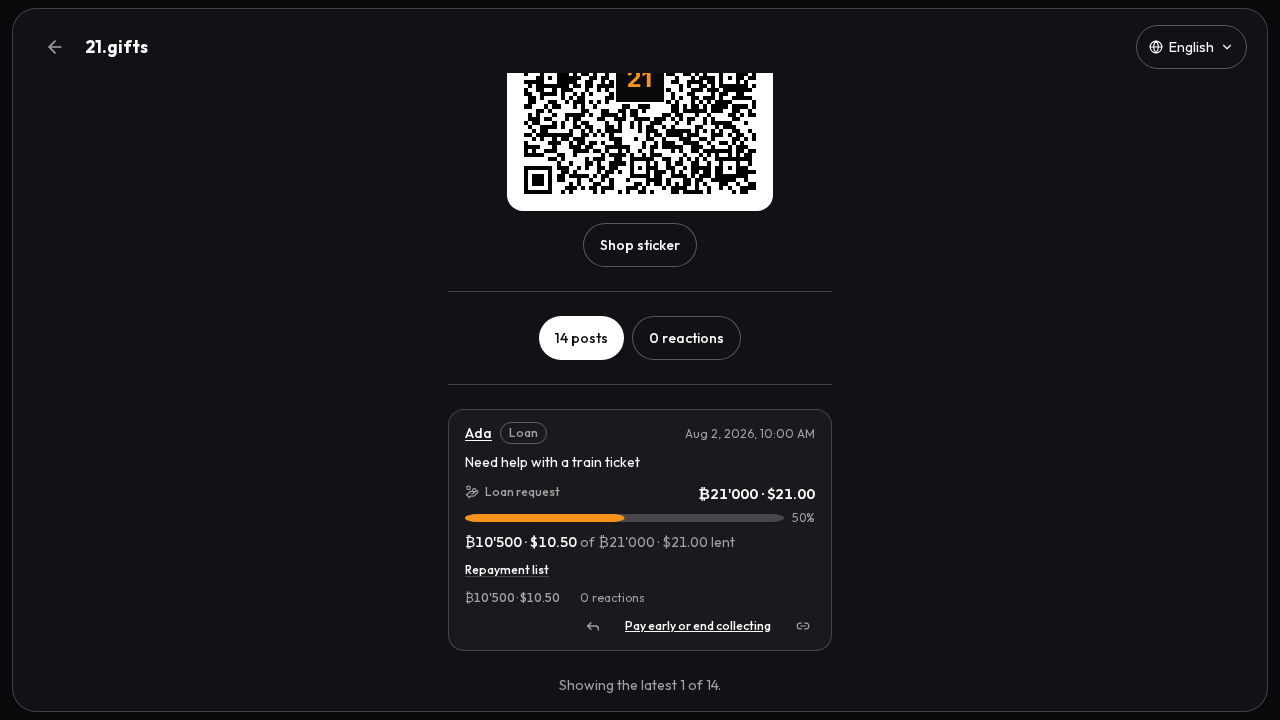 21.gifts
English
21
Shop sticker
14 posts
0 reactions
Ada
Loan
Aug 2, 2026, 10:00 AM
Need help with a train ticket
Loan request
₿21'000 · $21.00
50%
₿10'500 · $10.50 of ₿21'000 · $21.00 lent
Repayment list
₿10'500 · $10.50
0 reactions
Pay early or end collecting
Showing the latest 1 of 14.